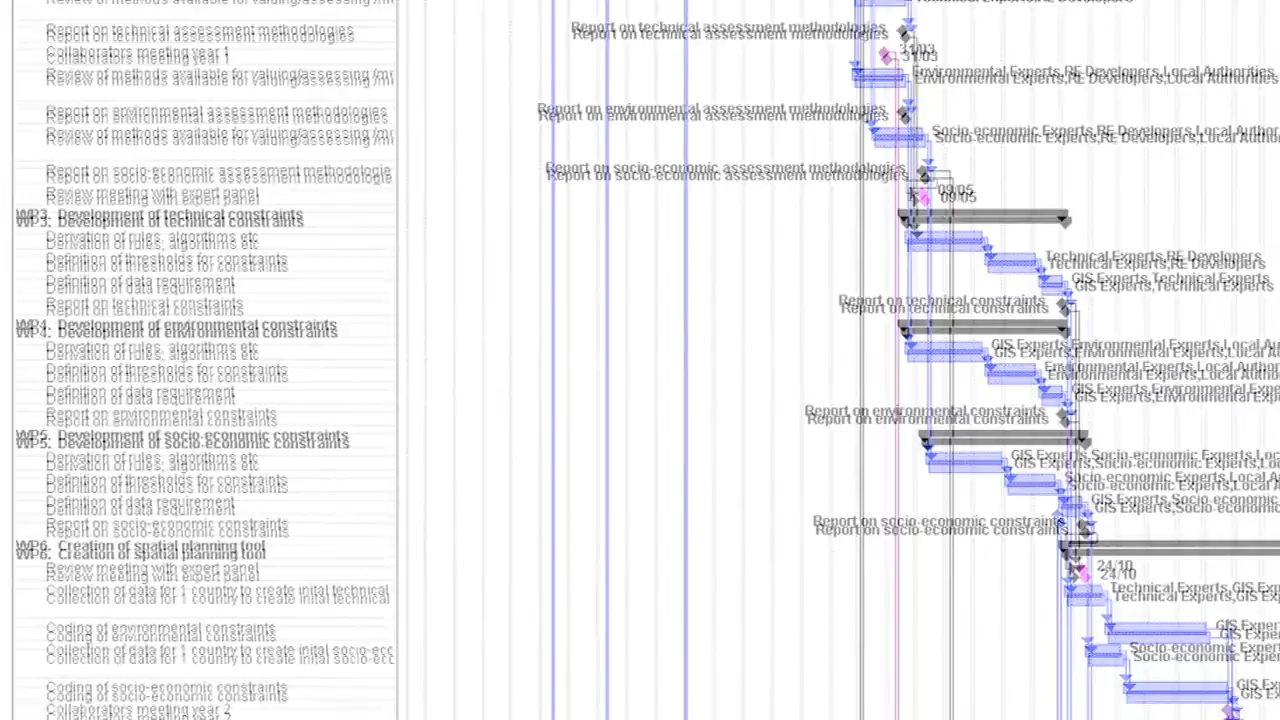 Technical Experts,RE Developers
Report on technical assessment methodologies
Report on technical assessment methodologies
Collaborators meeting year 1
31/03
Review of methods available for valuing/assessing
Environmental Experts,RE Developers,Local Authorities
Report on environmental assessment methodologies
Report on environmental assessment methodologies
Review of methods available for valuing/assessing
Socio-economic Experts,RE Developers,Local Author
Report on socio-economic assessment methodologie
Report on socio-economic assessment methodologies
Review meeting with expert panel
09/05
WP3. Development of technical constraints
Derivation of rules, algorithms etc
Definition of thresholds for constraints
Technical Experts,RE Developers
Definition of data requirement
GIS Experts,Technical Experts
Report on technical constraints
Report on technical constraints
WP4. Development of environmental constraints
Derivation of rules, algorithms etc
GIS Experts,Environmental Experts,Local Au
Definition of thresholds for constraints
Environmental Experts,Local Author
Definition of data requirement
GIS Experts,Environmental Expe
Report on environmental constraints
Report on environmental constraints
WP5. Development of socio-economic constraints
Derivation of rules, algorithms etc
GIS Experts,Socio-economic Experts,Loc
Definition of thresholds for constraints
Socio-economic Experts,Local A
Definition of data requirement
GIS Experts,Socio-economic
Report on socio-economic constraints
Report on socio-economic constraints
WP6. Creation of spatial planning tool
Review meeting with expert panel
24/10
Collection of data for 1 country to create inital technical
Technical Experts,GIS Exp
Coding of environmental constraints
GIS Exper
Collection of data for 1 country to create inital socio-ecc
Socio-economic Expe
Coding of socio-economic constraints
GIS Ex
Collaborators meeting year 2